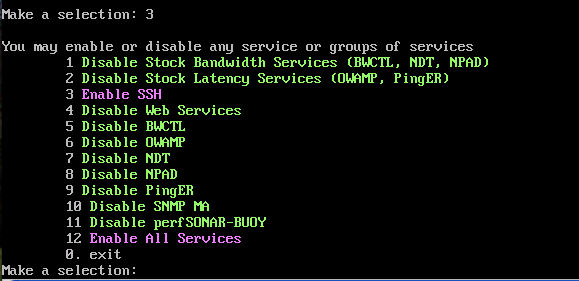 Make a selection: 3
You may enable or disable any service or groups of services
1 Disable Stock Bandwidth Services (BWCTL, NDT, NPAD)
2 Disable Stock Latency Services (OWAMP, PingER)
3 Enable SSH
4 Disable Web Services
5 Disable BWCTL
6 Disable OWAMP
7 Disable NDT
8 Disable NPAD
9 Disable PingER
10 Disable SNMP MA
11 Disable perfSONAR-BUOY
12 Enable All Services
0. exit
Make a selection: